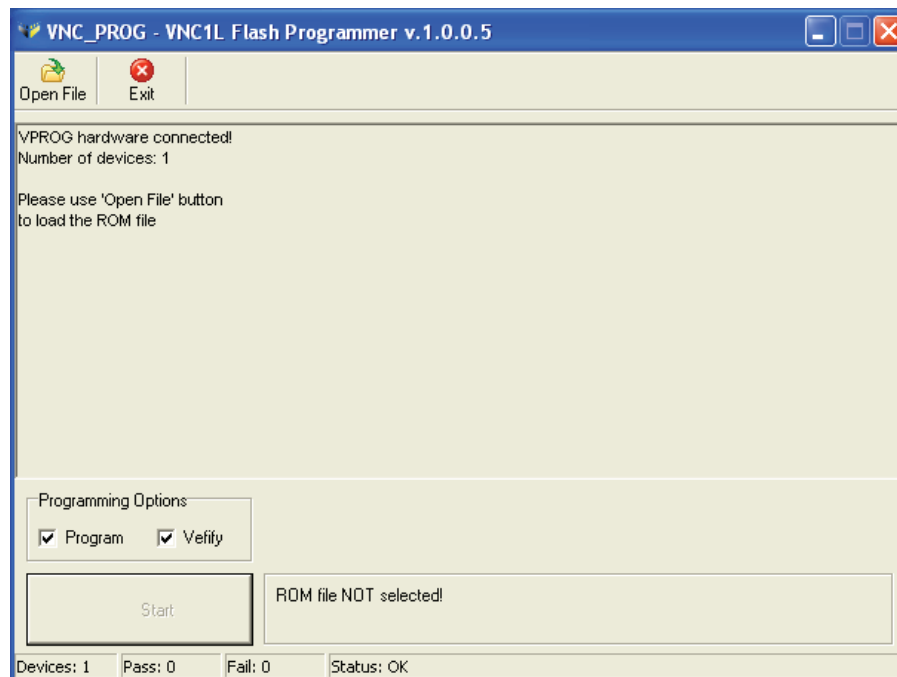 VNC_PROG - VNC1L Flash Programmer v.1.0.0.5
Open File
Exit
VPROG hardware connected!
Number of devices: 1
Please use 'Open File' button
to load the ROM file
Programming Options
Program
Vefify
Start
ROM file NOT selected!
Devices: 1
Pass: 0
Fail: 0
Status: OK